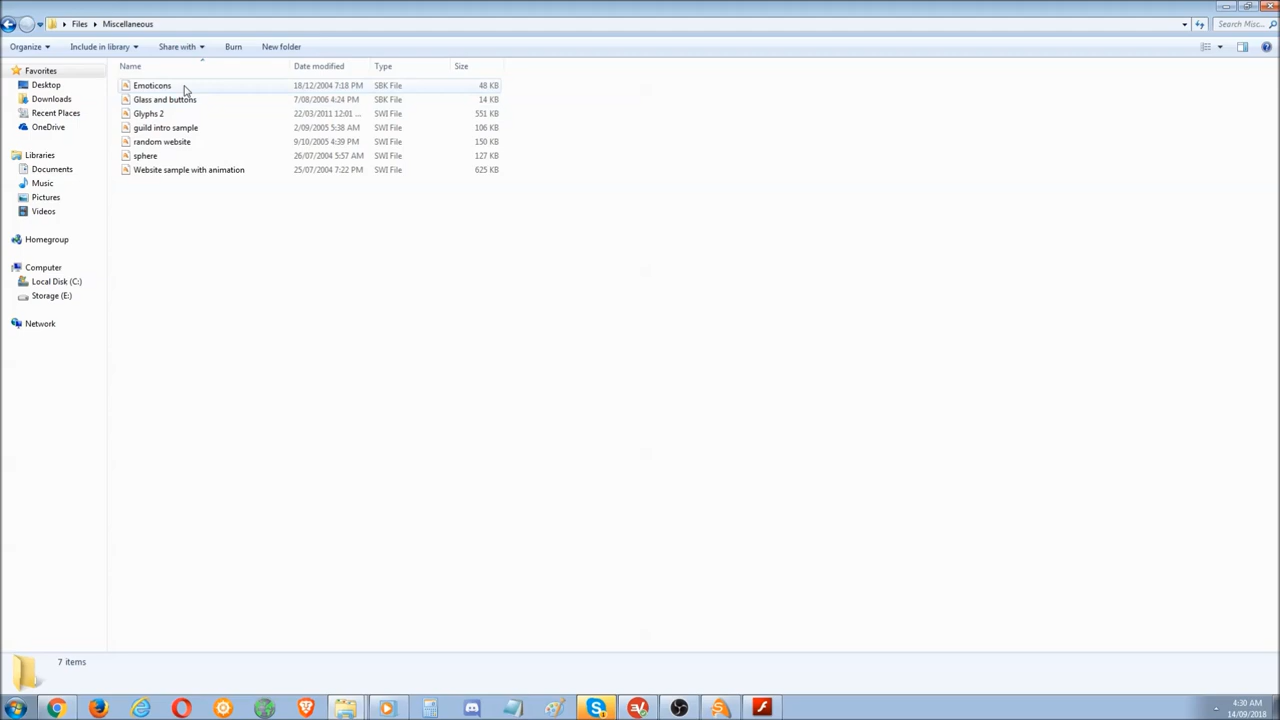 Files Miscellaneous Search Misc...
Organize Include in library Share with Burn New folder
Favorites
Desktop
Downloads
Recent Places
OneDrive
Libraries
Documents
Music
Pictures
Videos
Homegroup
Computer
Local Disk (C:)
Storage (E:)
Network
Name Date modified Type Size
Emoticons 18/12/2004 7:18 PM SBK File 48 KB
Glass and buttons 7/08/2006 4:24 PM SBK File 14 KB
Glyphs 2 22/03/2011 12:01 ... SWI File 551 KB
guild intro sample 2/09/2005 5:38 AM SWI File 106 KB
random website 9/10/2005 4:39 PM SWI File 150 KB
sphere 26/07/2004 5:57 AM SWI File 127 KB
Website sample with animation 25/07/2004 7:22 PM SWI File 625 KB
7 items
4:30 AM
14/09/2018